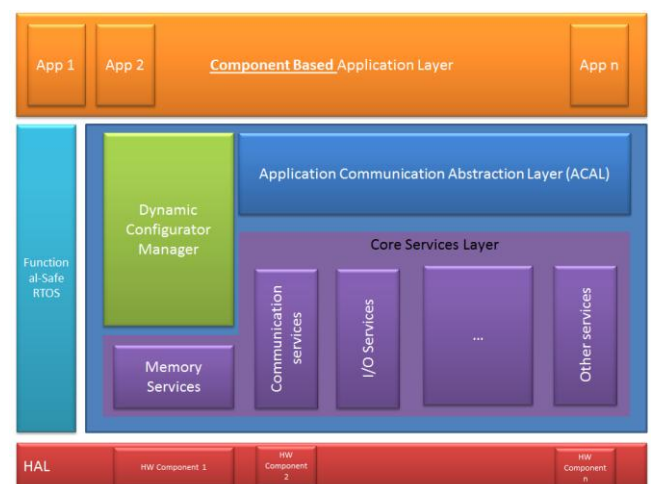 App 1
App 2
Component Based Application Layer
App n
Function
al-Safe
RTOS
Dynamic
Configurator
Manager
Application Communication Abstraction Layer (ACAL)
Core Services Layer
Memory
Services
Communication
services
I/O Services
...
Other services
HAL
HW Component 1
HW
Component
2
HW
Component
n